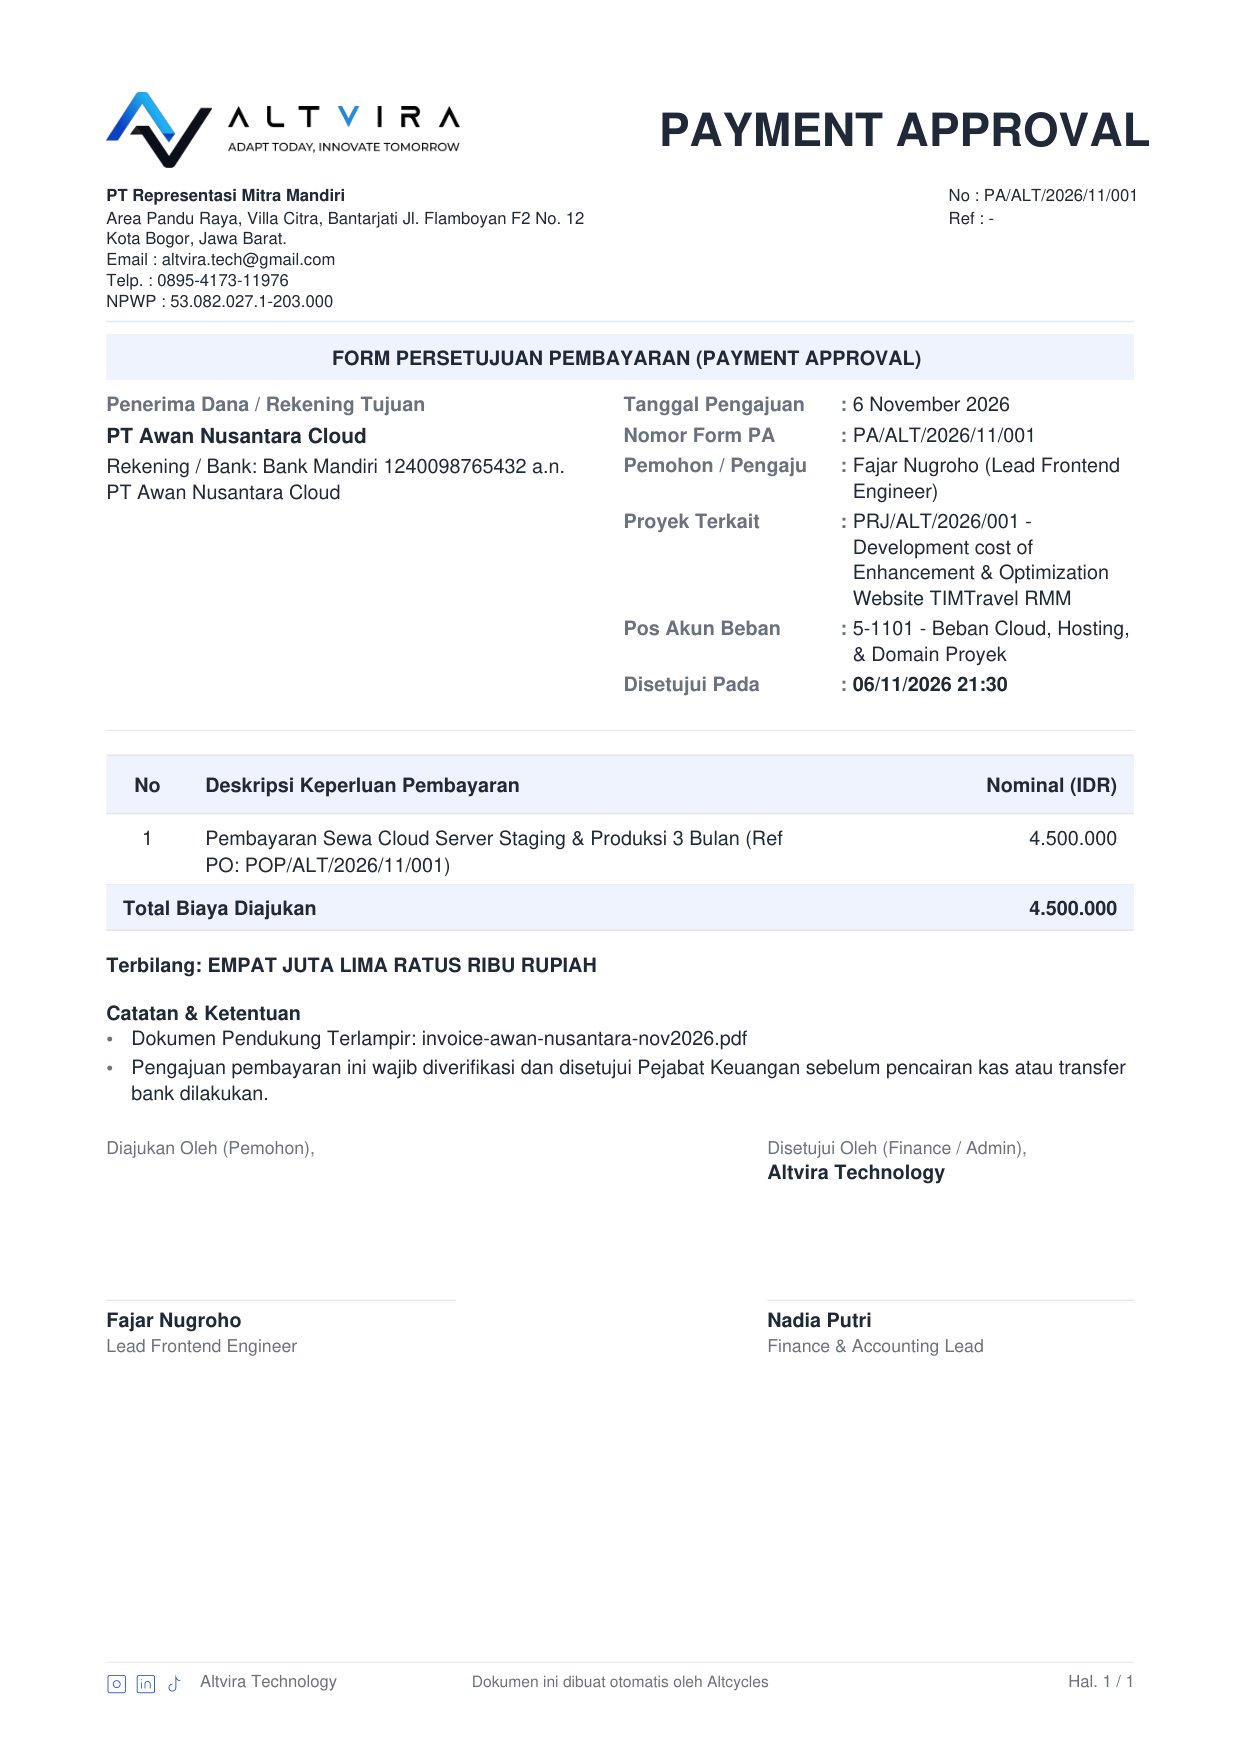 ALTVIRA
ADAPT TODAY, INNOVATE TOMORROW
PAYMENT APPROVAL
PT Representasi Mitra Mandiri
Area Pandu Raya, Villa Citra, Bantarjati Jl. Flamboyan F2 No. 12
Kota Bogor, Jawa Barat.
Email : altvira.tech@gmail.com
Telp. : 0895-4173-11976
NPWP : 53.082.027.1-203.000
No : PA/ALT/2026/11/001
Ref : -
FORM PERSETUJUAN PEMBAYARAN (PAYMENT APPROVAL)
Penerima Dana / Rekening Tujuan
PT Awan Nusantara Cloud
Rekening / Bank: Bank Mandiri 1240098765432 a.n.
PT Awan Nusantara Cloud
Tanggal Pengajuan : 6 November 2026
Nomor Form PA : PA/ALT/2026/11/001
Pemohon / Pengaju : Fajar Nugroho (Lead Frontend
Engineer)
Proyek Terkait : PRJ/ALT/2026/001 -
Development cost of
Enhancement & Optimization
Website TIMTravel RMM
Pos Akun Beban : 5-1101 - Beban Cloud, Hosting,
& Domain Proyek
Disetujui Pada : 06/11/2026 21:30
No Deskripsi Keperluan Pembayaran Nominal (IDR)
1 Pembayaran Sewa Cloud Server Staging & Produksi 3 Bulan (Ref 4.500.000
PO: POP/ALT/2026/11/001)
Total Biaya Diajukan 4.500.000
Terbilang: EMPAT JUTA LIMA RATUS RIBU RUPIAH
Catatan & Ketentuan
• Dokumen Pendukung Terlampir: invoice-awan-nusantara-nov2026.pdf
• Pengajuan pembayaran ini wajib diverifikasi dan disetujui Pejabat Keuangan sebelum pencairan kas atau transfer
bank dilakukan.
Diajukan Oleh (Pemohon),
Disetujui Oleh (Finance / Admin),
Altvira Technology
Fajar Nugroho
Lead Frontend Engineer
Nadia Putri
Finance & Accounting Lead
Altvira Technology Dokumen ini dibuat otomatis oleh Altcycles Hal. 1 / 1